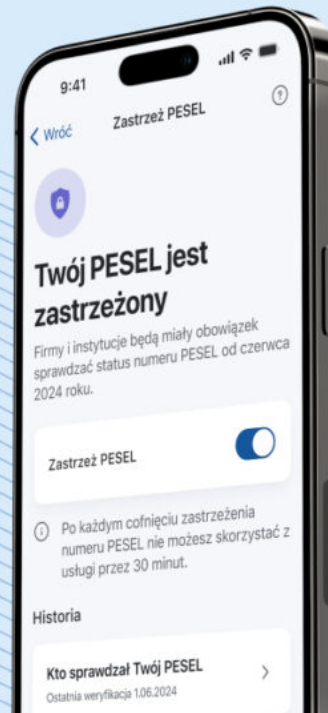 9:41
Wróć
Zastrzeż PESEL
Twój PESEL jest
zastrzeżony
Firmy i instytucje będą miały obowiązek
sprawdzać status numeru PESEL od czerwca
2024 roku.
Zastrzeż PESEL
Po każdym cofnięciu zastrzeżenia
numeru PESEL nie możesz skorzystać z
usługi przez 30 minut.
Historia
Kto sprawdzał Twój PESEL
Ostatnia weryfikacja 1.06.2024